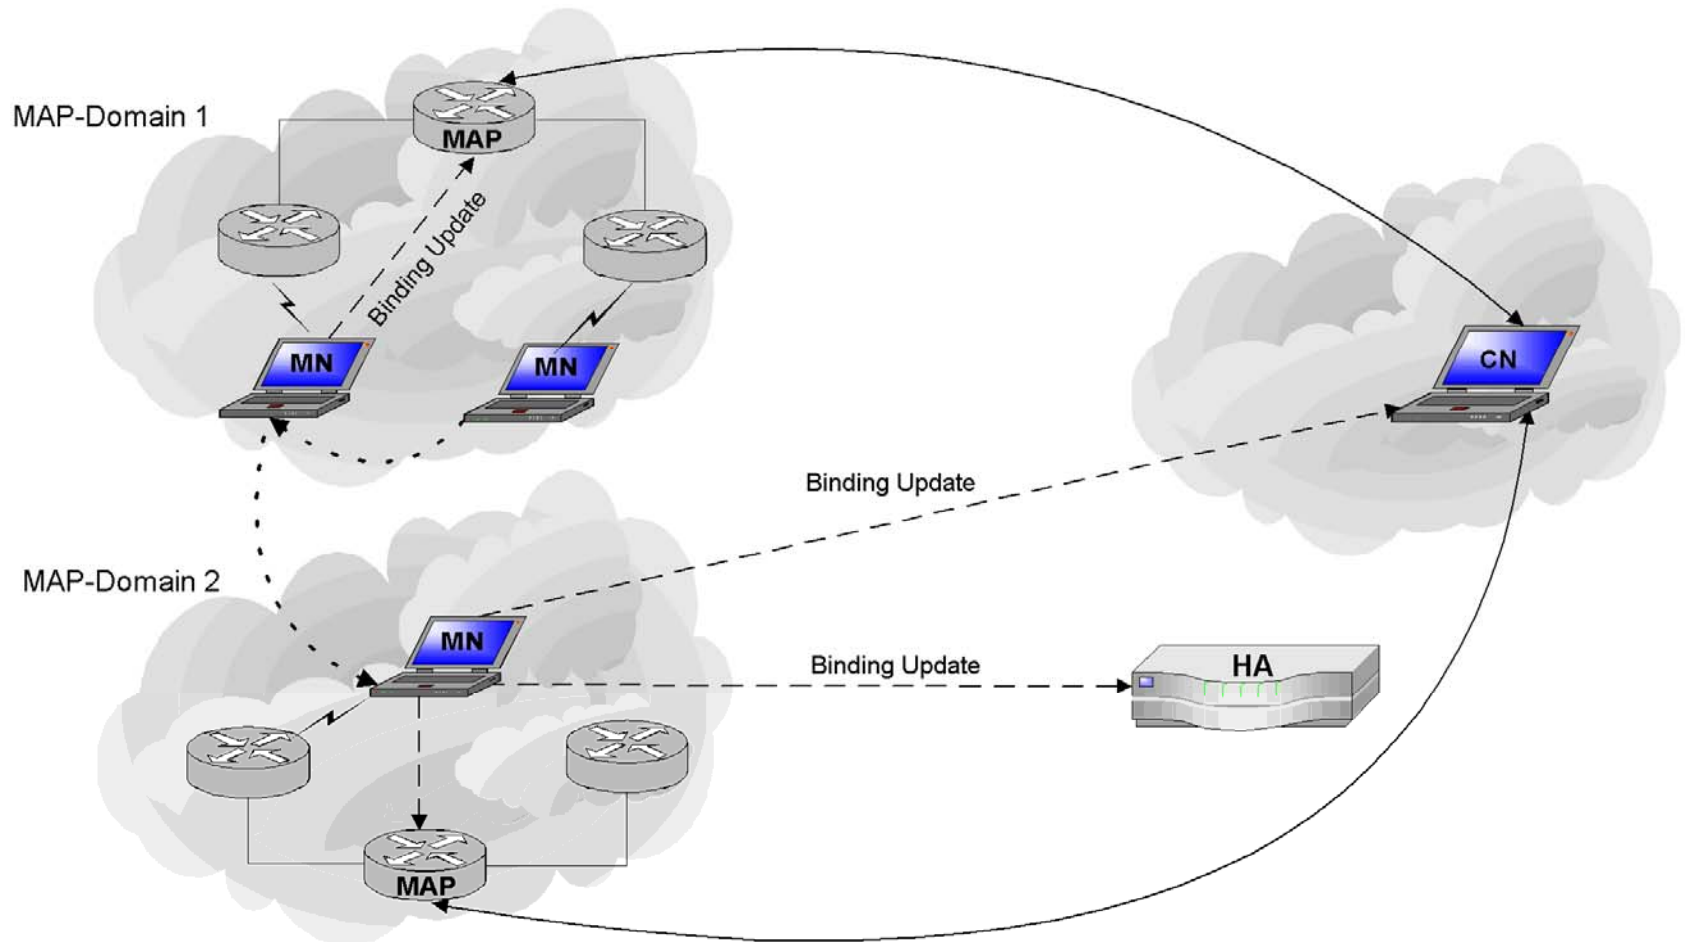 MAP-Domain 1
MAP
Binding Update
MN
MN
CN
Binding Update
MAP-Domain 2
MN
Binding Update
HA
MAP